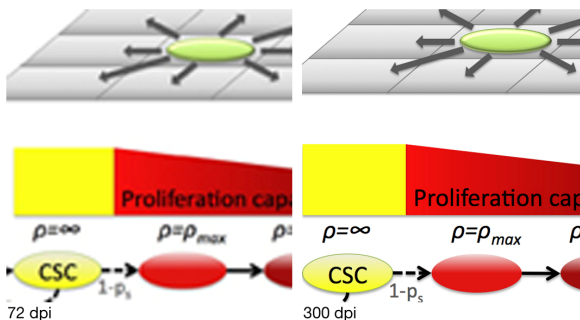 Proliferation capa Proliferation cap
ρ=∞ ρ=ρmax ρ= ρ=∞ ρ=ρmax ρ
CSC CSC
1-ps 1-ps
72 dpi 300 dpi